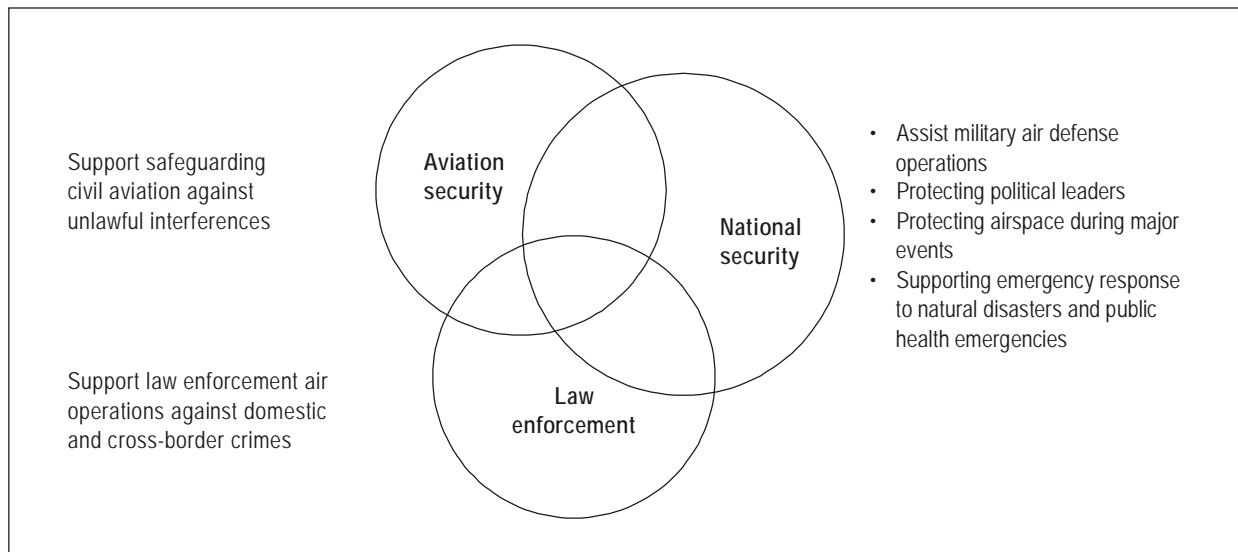 Support safeguarding
civil aviation against
unlawful interferences
Aviation
security
National
security
• Assist military air defense
operations
• Protecting political leaders
• Protecting airspace during major
events
• Supporting emergency response
to natural disasters and public
health emergencies
Support law enforcement air
operations against domestic
and cross-border crimes
Law
enforcement